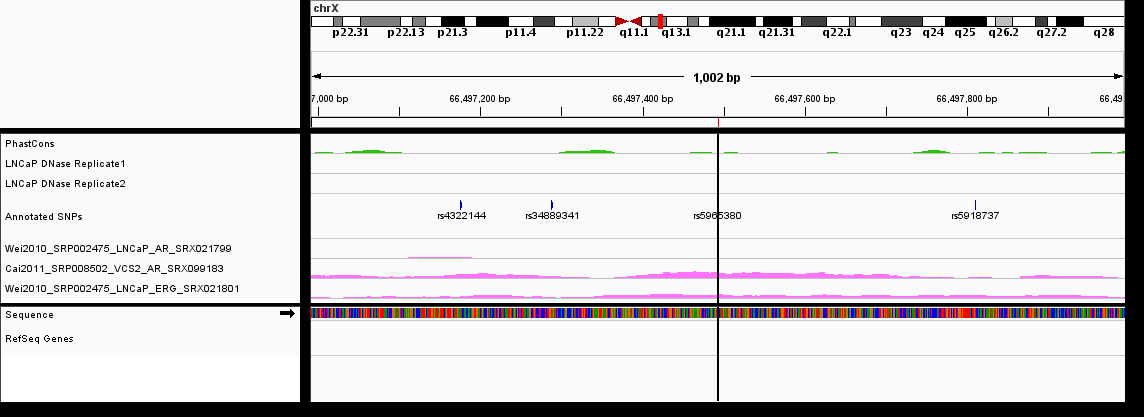 chrX
p22.31 p22.13 p21.3 p11.4 p11.22 q11.1 q13.1 q21.1 q21.31 q22.1 q23 q24 q25 q26.2 q27.2 q28
1,002 bp
7,000 bp 66,497,200 bp 66,497,400 bp 66,497,600 bp 66,497,800 bp 66,49
PhastCons
LNCaP DNase Replicate1
LNCaP DNase Replicate2
Annotated SNPs rs4322144 rs34889341 rs5965380 rs5918737
Wei2010_SRP002475_LNCaP_AR_SRX021799
Cai2011_SRP008502_VCS2_AR_SRX099183
Wei2010_SRP002475_LNCaP_ERG_SRX021801
Sequence
RefSeq Genes